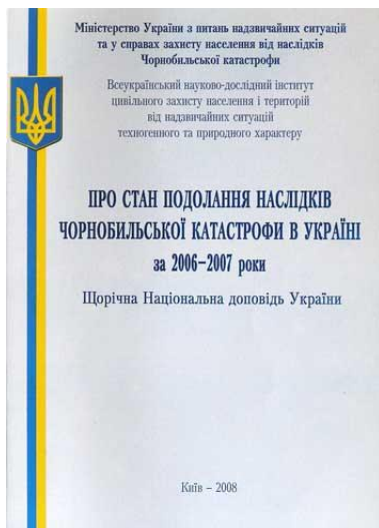 Міністерство України з питань надзвичайних ситуацій
та у справах захисту населення від наслідків
Чорнобильської катастрофи
Всеукраїнський науково-дослідний інститут
цивільного захисту населення і територій
від надзвичайних ситуацій
техногенного та природного характеру
ПРО СТАН ПОДОЛАННЯ НАСЛІДКІВ
ЧОРНОБИЛЬСЬКОЇ КАТАСТРОФИ В УКРАЇНІ
за 2006–2007 роки
Щорічна Національна доповідь України
Київ – 2008